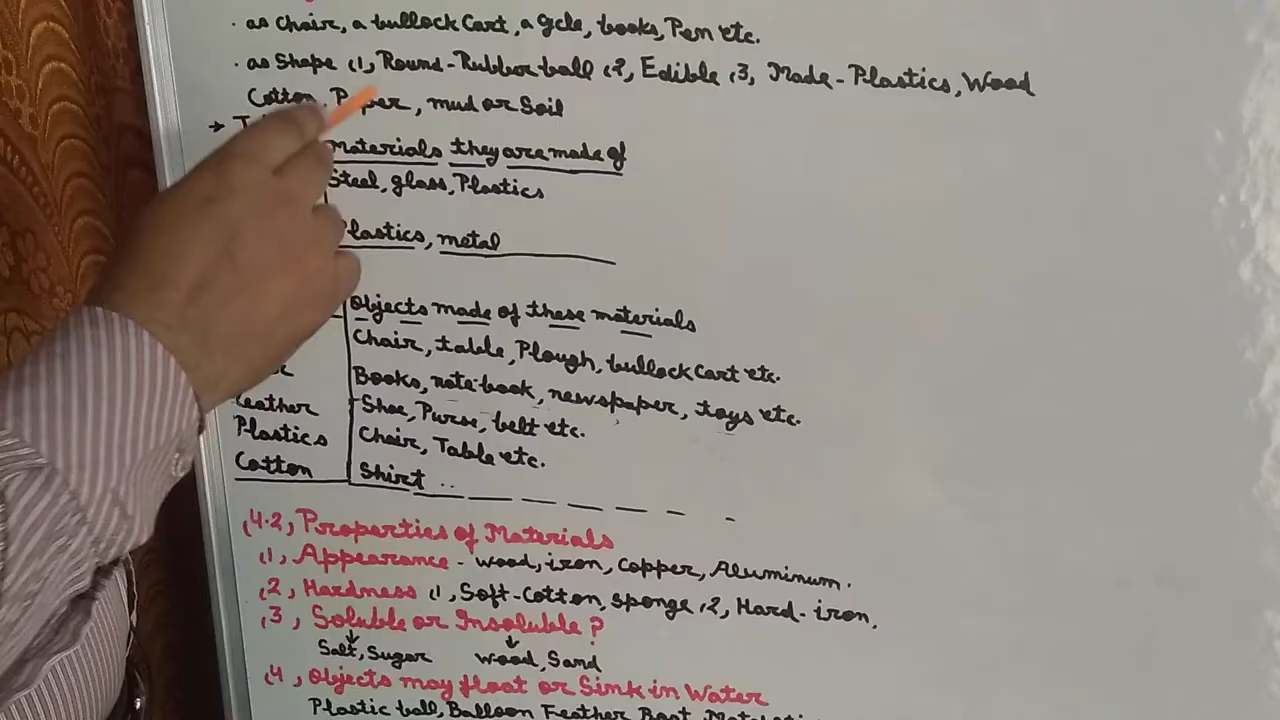 · as Chair, a bullock Cart, a cycle, books, Pen etc.
· as Shape (1, Round-Rubber ball (2, Edible (3, Made-Plastics, Wood
Cotton, Paper, mud or Soil
→ materials they are made of
Steel, glass, Plastics
Plastics, metal
Objects made of these materials
Chair, table, Plough, bullock Cart etc.
Books, note-book, newspaper, toys etc.
Leather Shoe, Purse, belt etc.
Plastics Chair, Table etc.
Cotton Shirt ..
(4.2, Properties of Materials
(1, Appearance - wood, iron, Copper, Aluminum.
(2, Hardness (1, Soft-Cotton, sponge (2, Hard-iron.
(3, Soluble or Insoluble?
Salt, Sugar wood, Sand
(4, Objects may float or Sink in Water
Plastic ball, Balloon Feather Boat